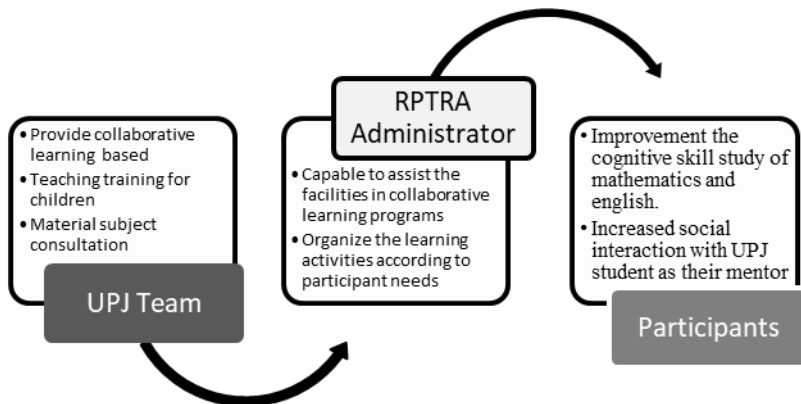 • Provide collaborative
learning based
• Teaching training for
children
• Material subject
consultation
UPJ Team
RPTRA
Administrator
• Capable to assist the
facilities in collaborative
learning programs
• Organize the learning
activities according to
participant needs
• Improvement the
cognitive skill study of
mathematics and
english.
• Increased social
interaction with UPJ
student as their mentor
Participants